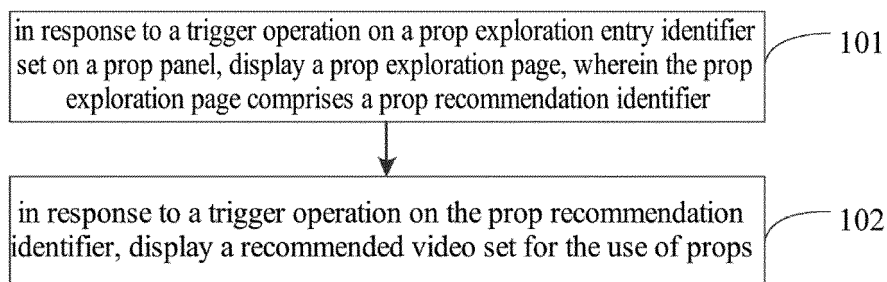 in response to a trigger operation on a prop exploration entry identifier
set on a prop panel, display a prop exploration page, wherein the prop
exploration page comprises a prop recommendation identifier
101
in response to a trigger operation on the prop recommendation
identifier, display a recommended video set for the use of props
102